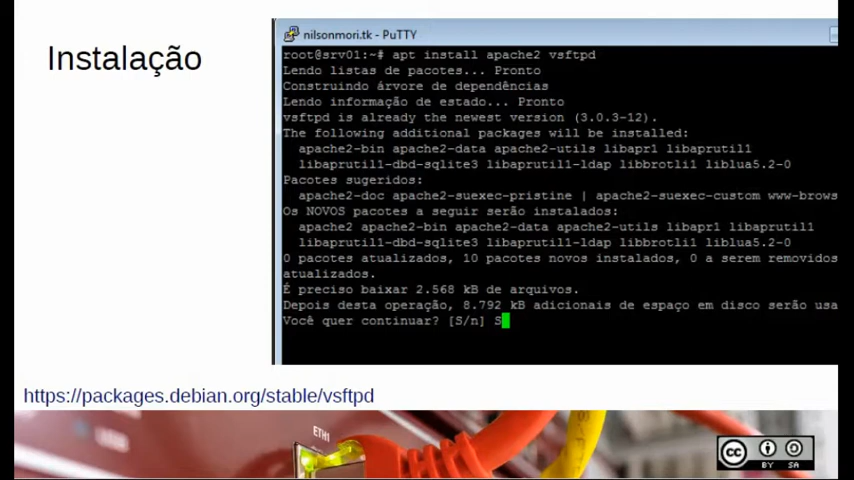 Instalação
nilsonmori.tk - PuTTY
root@srv01:~# apt install apache2 vsftpd
Lendo listas de pacotes... Pronto
Construindo árvore de dependências
Lendo informação de estado... Pronto
vsftpd is already the newest version (3.0.3-12).
The following additional packages will be installed:
apache2-bin apache2-data apache2-utils libapr1 libaprutil1
libaprutil1-dbd-sqlite3 libaprutil1-ldap libbrotli1 liblua5.2-0
Pacotes sugeridos:
apache2-doc apache2-suexec-pristine | apache2-suexec-custom www-brows
Os NOVOS pacotes a seguir serão instalados:
apache2 apache2-bin apache2-data apache2-utils libapr1 libaprutil1
libaprutil1-dbd-sqlite3 libaprutil1-ldap libbrotli1 liblua5.2-0
0 pacotes atualizados, 10 pacotes novos instalados, 0 a serem removidos
atualizados.
É preciso baixar 2.568 kB de arquivos.
Depois desta operação, 8.792 kB adicionais de espaço em disco serão usa
Você quer continuar? [S/n] S
https://packages.debian.org/stable/vsftpd
ETH1
cc
BY SA